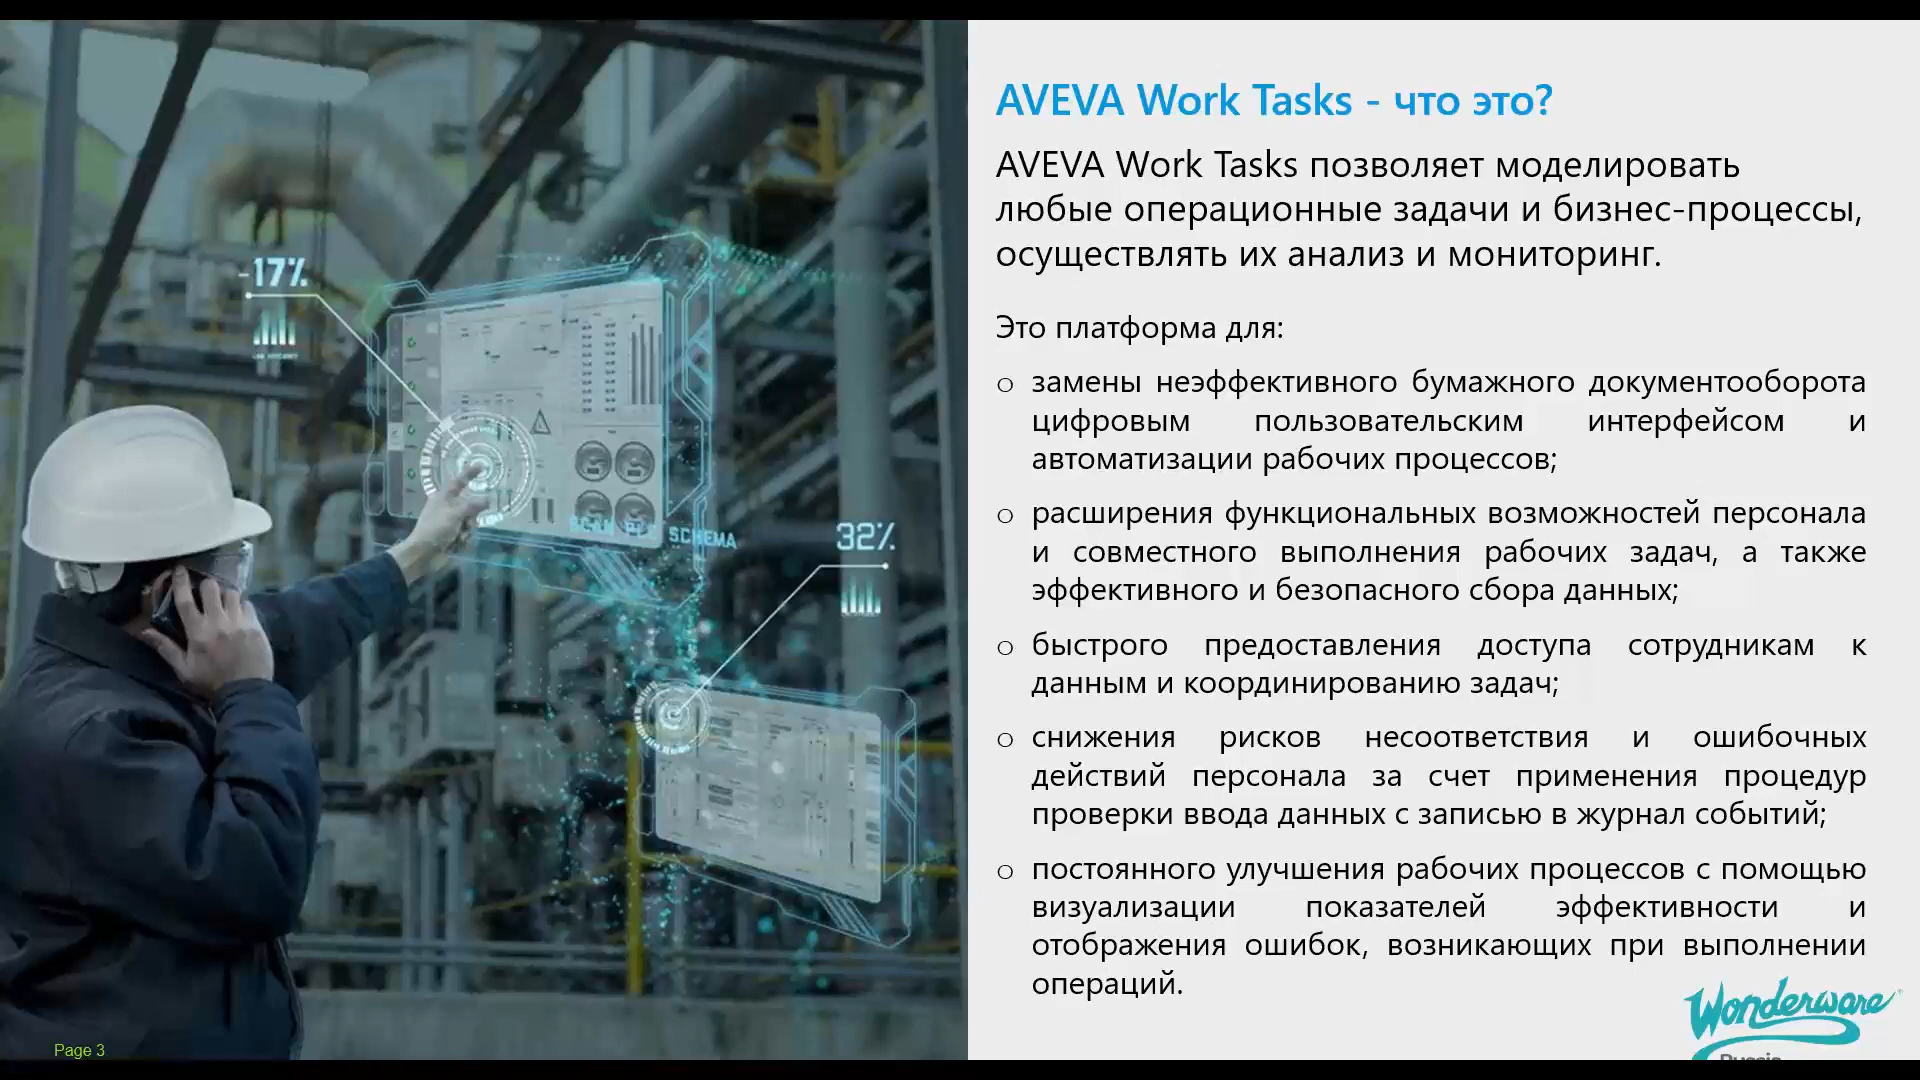 AVEVA Work Tasks - что это?
AVEVA Work Tasks позволяет моделировать
любые операционные задачи и бизнес-процессы,
осуществлять их анализ и мониторинг.
Это платформа для:
o замены неэффективного бумажного документооборота
цифровым пользовательским интерфейсом и
автоматизации рабочих процессов;
o расширения функциональных возможностей персонала
и совместного выполнения рабочих задач, а также
эффективного и безопасного сбора данных;
o быстрого предоставления доступа сотрудникам к
данным и координированию задач;
o снижения рисков несоответствия и ошибочных
действий персонала за счет применения процедур
проверки ввода данных с записью в журнал событий;
o постоянного улучшения рабочих процессов с помощью
визуализации показателей эффективности и
отображения ошибок, возникающих при выполнении
операций.
-17%
SCHEMA
32%
Wonderware
Russia
Page 3